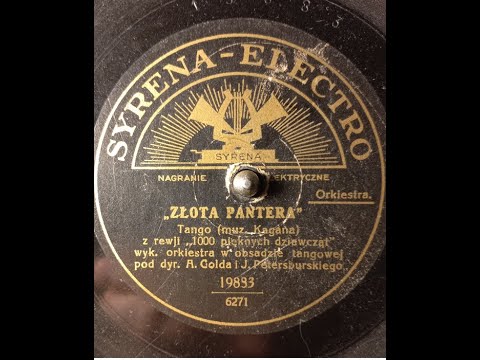 SYRENA-ELECTRO
SYRENA
NAGRANIE ELEKTRYCZNE
Orkiestra.
„ZŁOTA PANTERA"
Tango (muz. Kagana)
z rewji „1000 pięknych dziewcząt"
wyk. orkiestra w obsadzie tangowej
pod dyr. A. Golda i J. Petersburskiego
19833
6271